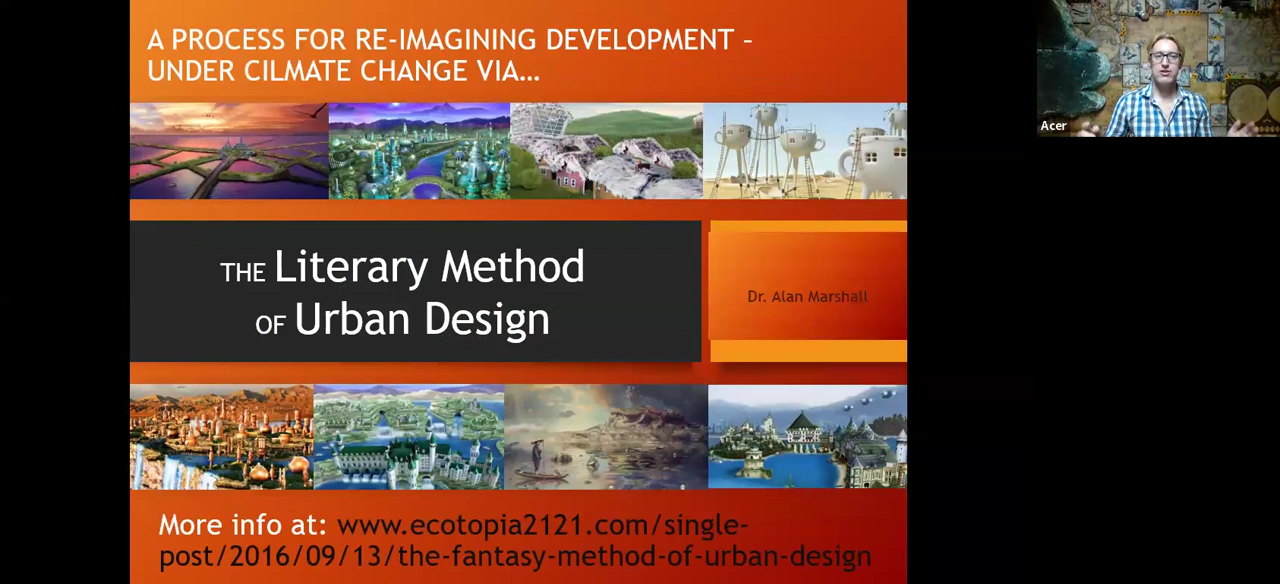 A PROCESS FOR RE-IMAGINING DEVELOPMENT –
UNDER CILMATE CHANGE VIA…
Acer
THE Literary Method
OF Urban Design
Dr. Alan Marshall
More info at: www.ecotopia2121.com/single-
post/2016/09/13/the-fantasy-method-of-urban-design